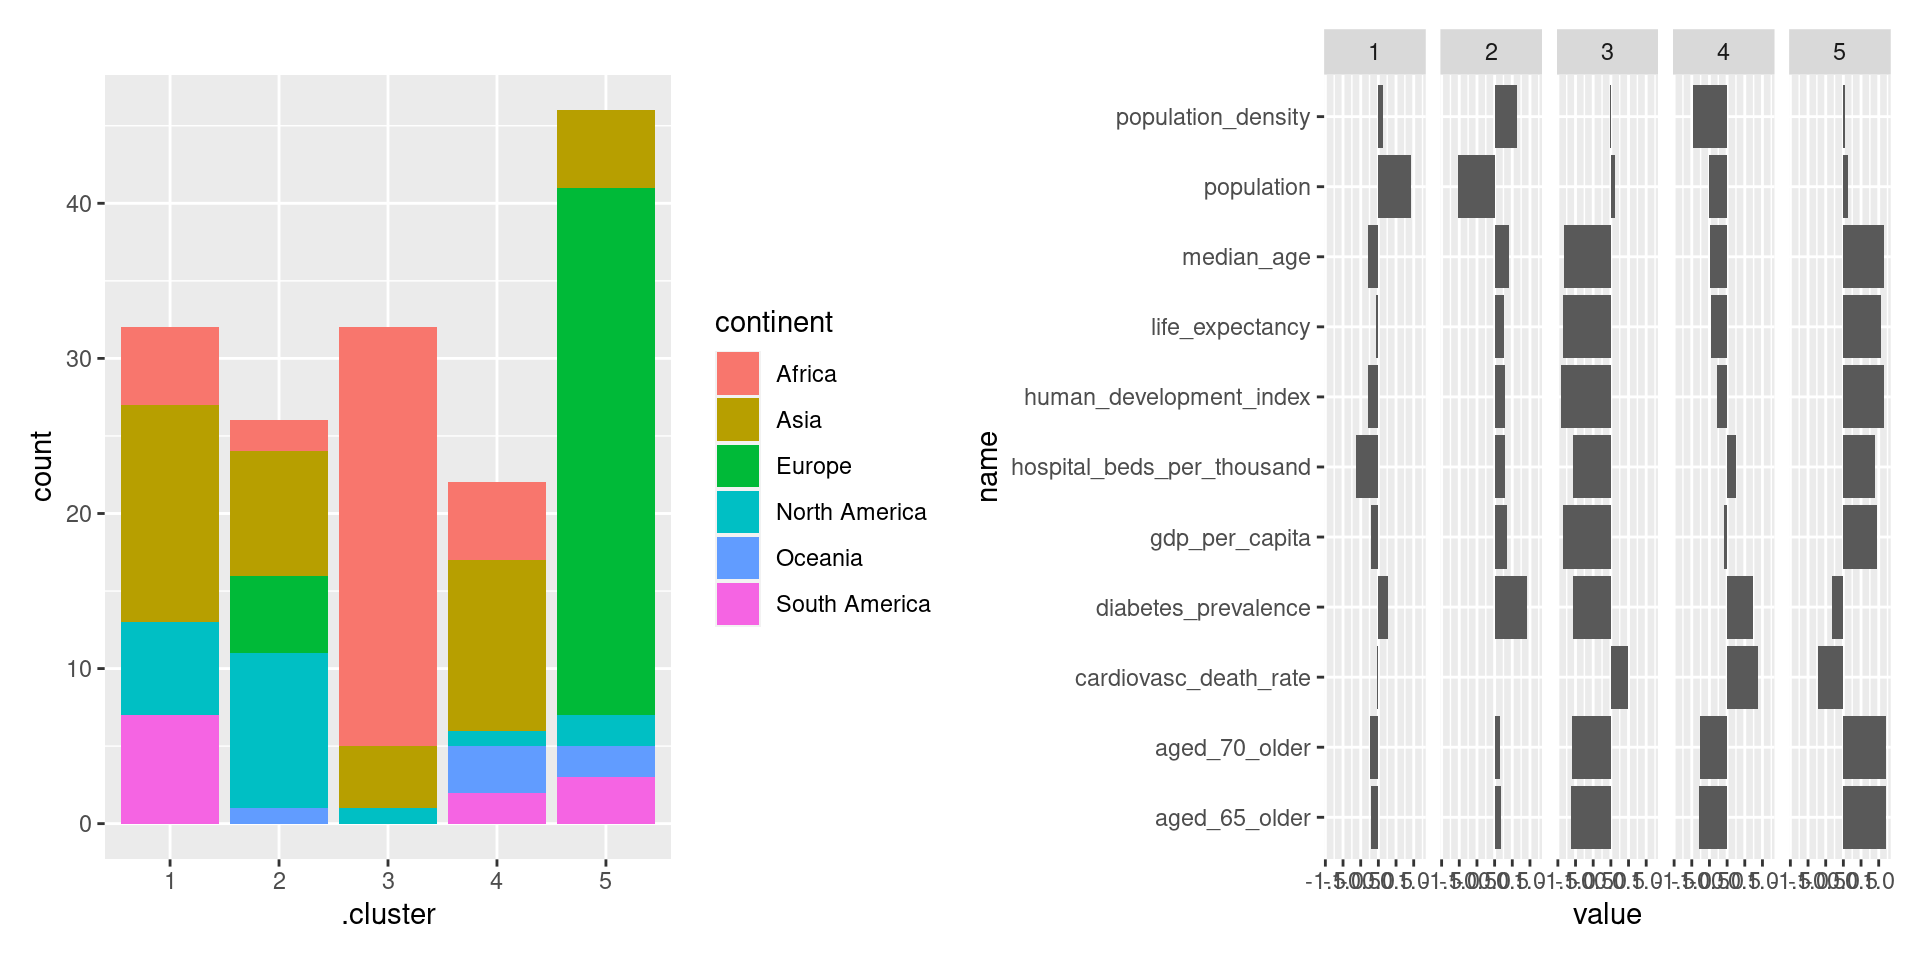 count
40
30
20
10
0
1 2 3 4 5
.cluster
continent
Africa
Asia
Europe
North America
Oceania
South America
1 2 3 4 5
name
population_density
population
median_age
life_expectancy
human_development_index
hospital_beds_per_thousand
gdp_per_capita
diabetes_prevalence
cardiovasc_death_rate
aged_70_older
aged_65_older
value